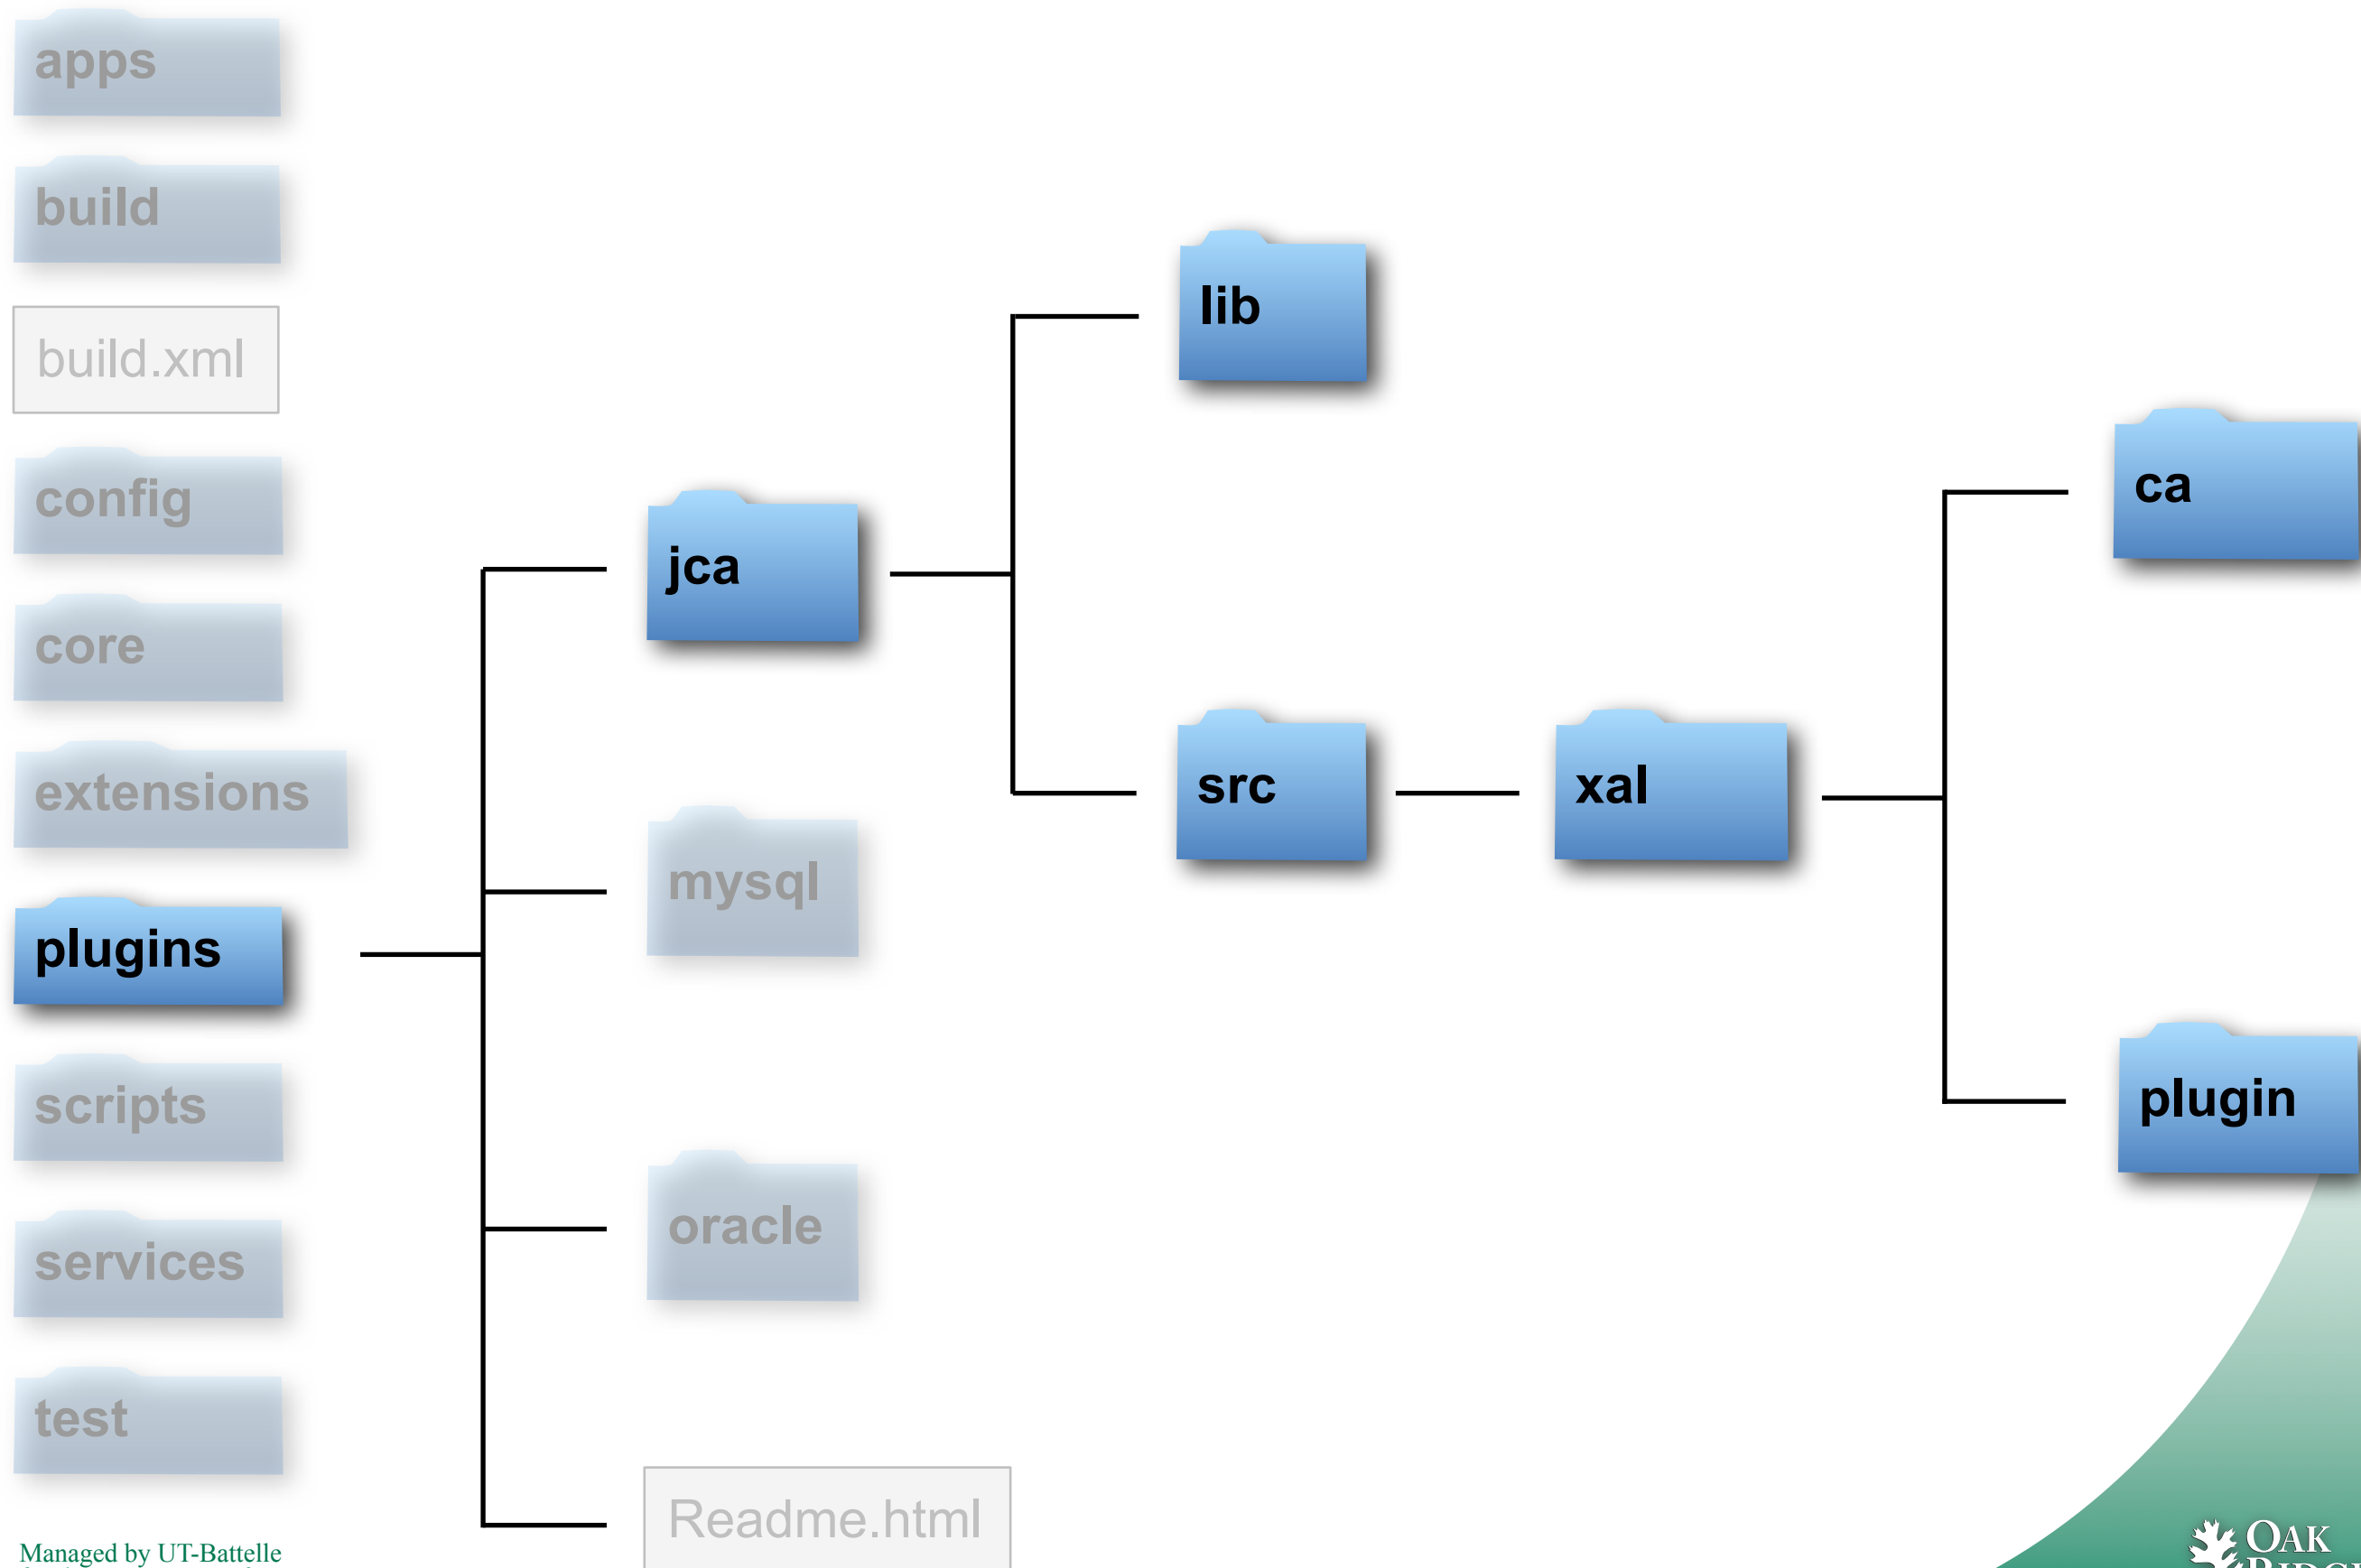 apps
build
build.xml
config
core
extensions
plugins
scripts
services
test
jca
mysql
oracle
Readme.html
lib
src
xal
ca
plugin
Managed by UT-Battelle
OAK